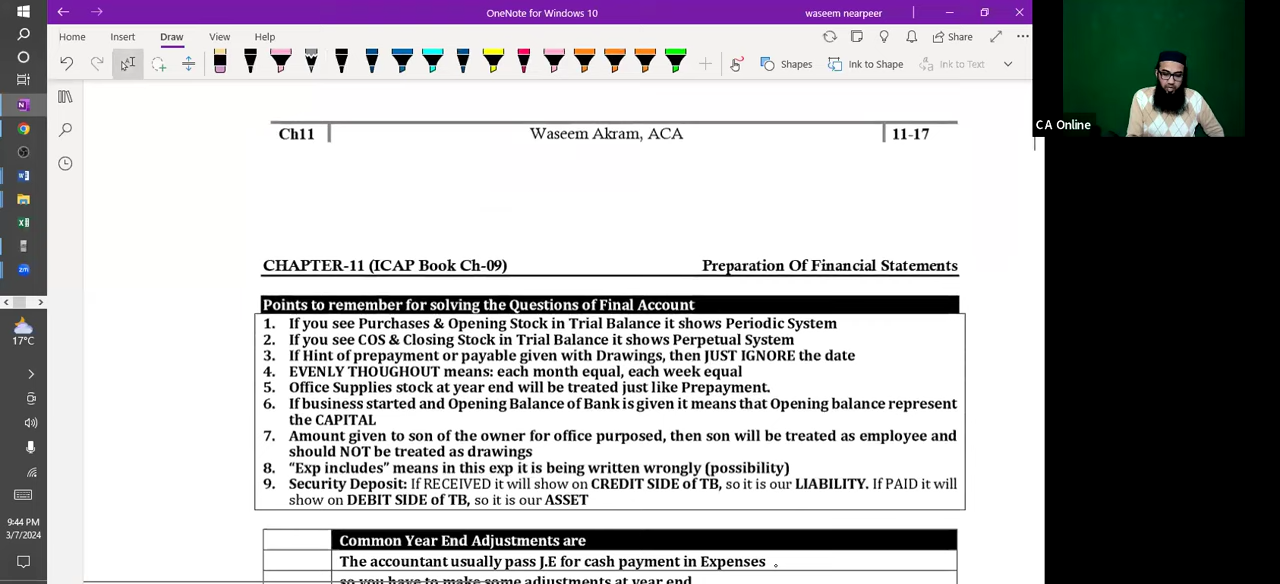 OneNote for Windows 10
waseem nearpeer
Home Insert Draw View Help
Share
Shapes
Ink to Shape
Ink to Text
CA Online
Ch11 Waseem Akram, ACA 11-17
CHAPTER-11 (ICAP Book Ch-09) Preparation Of Financial Statements
Points to remember for solving the Questions of Final Account
1. If you see Purchases & Opening Stock in Trial Balance it shows Periodic System
2. If you see COS & Closing Stock in Trial Balance it shows Perpetual System
3. If Hint of prepayment or payable given with Drawings, then JUST IGNORE the date
4. EVENLY THOUGHOUT means: each month equal, each week equal
5. Office Supplies stock at year end will be treated just like Prepayment.
6. If business started and Opening Balance of Bank is given it means that Opening balance represent
the CAPITAL
7. Amount given to son of the owner for office purposed, then son will be treated as employee and
should NOT be treated as drawings
8. “Exp includes” means in this exp it is being written wrongly (possibility)
9. Security Deposit: If RECEIVED it will show on CREDIT SIDE of TB, so it is our LIABILITY. If PAID it will
show on DEBIT SIDE of TB, so it is our ASSET
Common Year End Adjustments are
The accountant usually pass J.E for cash payment in Expenses
so you have to make some adjustments at year end
17°C
9:44 PM
3/7/2024